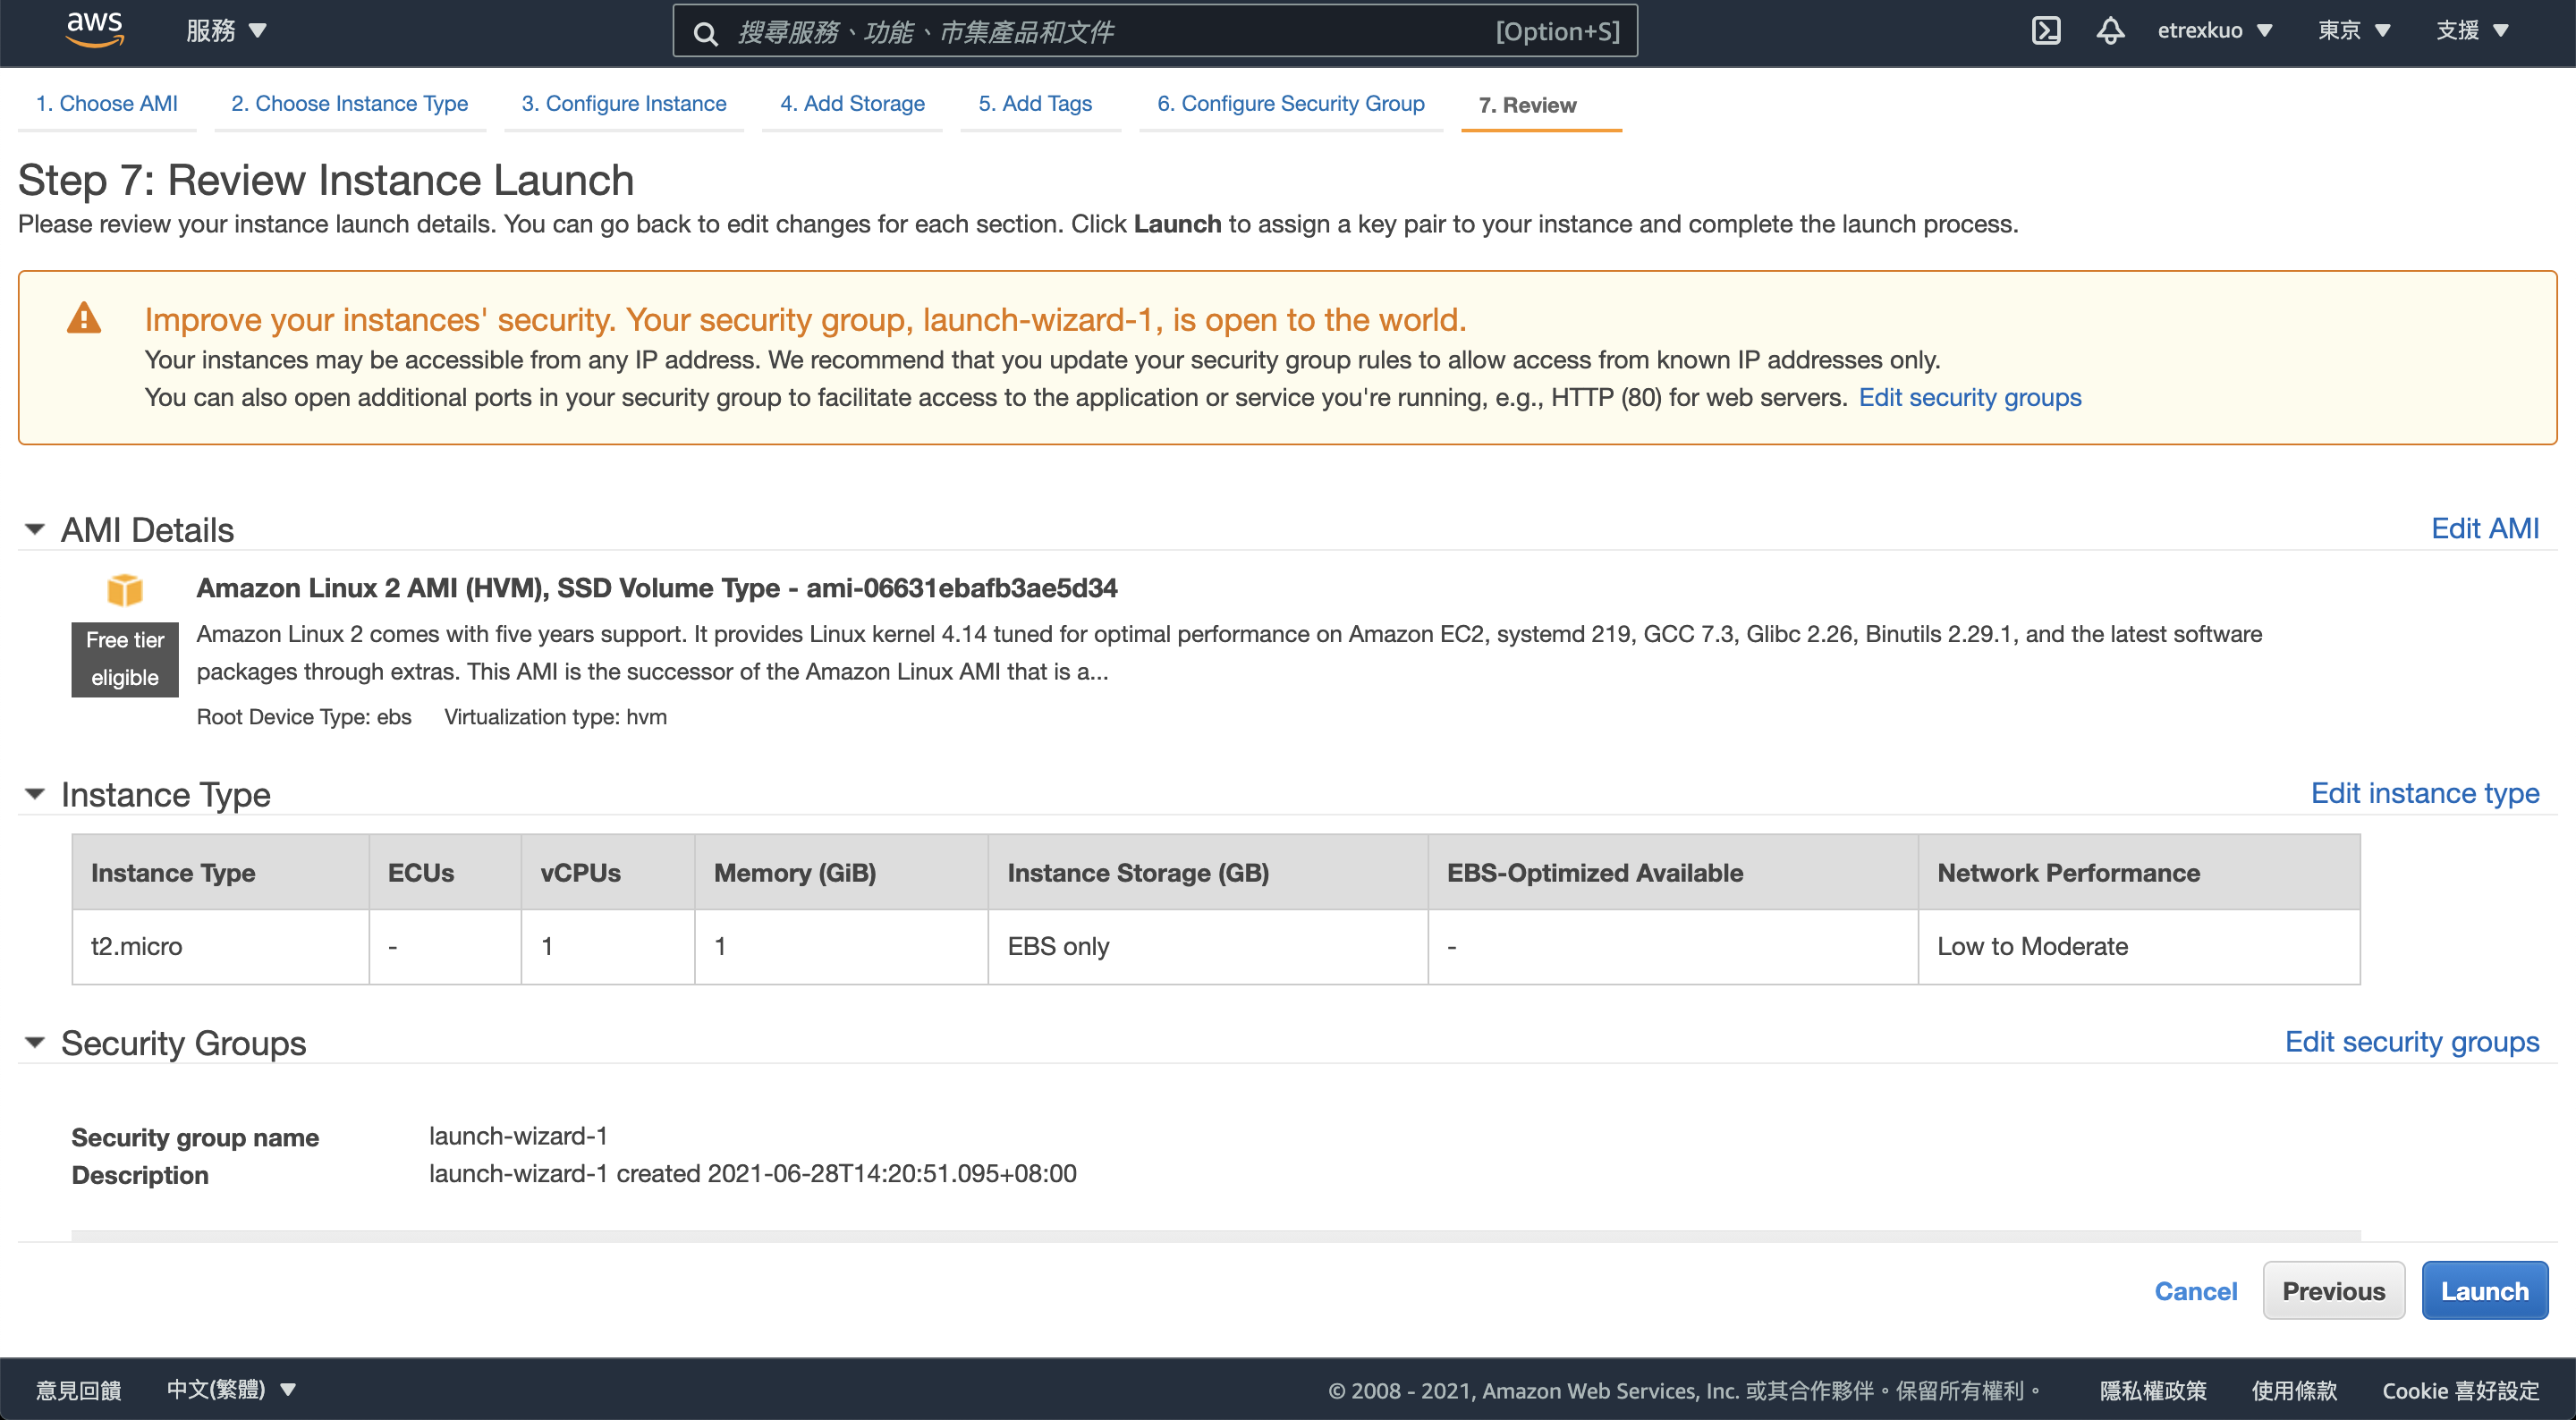 aws 服務 搜尋服務、功能、市集產品和文件 [Option+S] etrexkuo 東京 支援
1. Choose AMI 2. Choose Instance Type 3. Configure Instance 4. Add Storage 5. Add Tags 6. Configure Security Group 7. Review
Step 7: Review Instance Launch
Please review your instance launch details. You can go back to edit changes for each section. Click Launch to assign a key pair to your instance and complete the launch process.
Improve your instances' security. Your security group, launch-wizard-1, is open to the world.
Your instances may be accessible from any IP address. We recommend that you update your security group rules to allow access from known IP addresses only.
You can also open additional ports in your security group to facilitate access to the application or service you're running, e.g., HTTP (80) for web servers. Edit security groups
AMI Details Edit AMI
Amazon Linux 2 AMI (HVM), SSD Volume Type - ami-06631ebafb3ae5d34
Free tier eligible
Amazon Linux 2 comes with five years support. It provides Linux kernel 4.14 tuned for optimal performance on Amazon EC2, systemd 219, GCC 7.3, Glibc 2.26, Binutils 2.29.1, and the latest software
packages through extras. This AMI is the successor of the Amazon Linux AMI that is a...
Root Device Type: ebs Virtualization type: hvm
Instance Type Edit instance type
Instance Type ECUs vCPUs Memory (GiB) Instance Storage (GB) EBS-Optimized Available Network Performance
t2.micro - 1 1 EBS only - Low to Moderate
Security Groups Edit security groups
Security group name launch-wizard-1
Description launch-wizard-1 created 2021-06-28T14:20:51.095+08:00
Cancel Previous Launch
意見回饋 中文(繁體) © 2008 - 2021, Amazon Web Services, Inc. 或其合作夥伴。保留所有權利。 隱私權政策 使用條款 Cookie 喜好設定